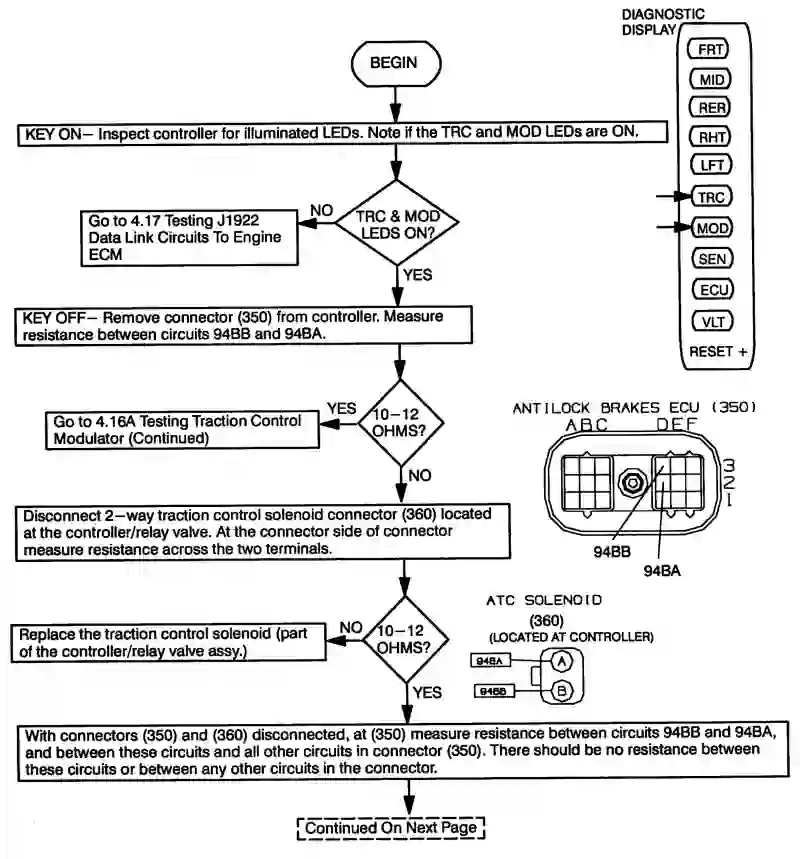 DIAGNOSTIC
DISPLAY
FRT
MID
RER
RHT
LFT
TRC
MOD
SEN
ECU
VLT
RESET +
BEGIN
KEY ON— Inspect controller for illuminated LEDs. Note if the TRC and MOD LEDs are ON.
TRC & MOD
LEDS ON?
NO
Go to 4.17 Testing J1922
Data Link Circuits To Engine
ECM
YES
KEY OFF— Remove connector (350) from controller. Measure
resistance between circuits 94BB and 94BA.
10—12
OHMS?
YES
Go to 4.16A Testing Traction Control
Modulator (Continued)
NO
ANTILOCK BRAKES ECU (350)
ABC
DEF
3
2
1
94BB
94BA
Disconnect 2—way traction control solenoid connector (360) located
at the controller/relay valve. At the connector side of connector
measure resistance across the two terminals.
10—12
OHMS?
NO
Replace the traction control solenoid (part
of the controller/relay valve assy.)
YES
ATC SOLENOID
(360)
(LOCATED AT CONTROLLER)
94BA
A
94BB
B
With connectors (350) and (360) disconnected, at (350) measure resistance between circuits 94BB and 94BA,
and between these circuits and all other circuits in connector (350). There should be no resistance between
these circuits or between any other circuits in the connector.
Continued On Next Page